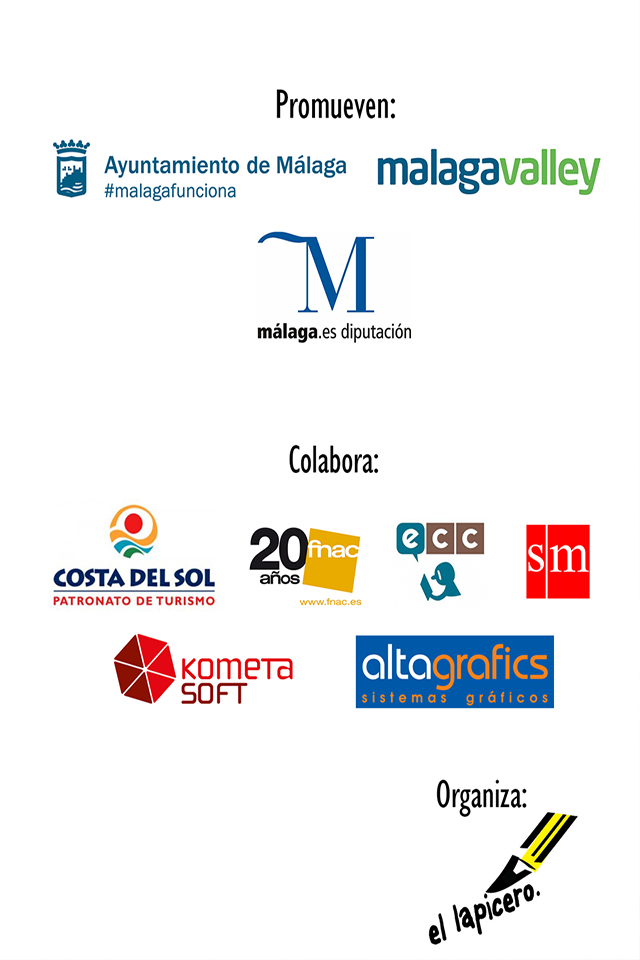 Promueven:
Ayuntamiento de Málaga
#malagafunciona
malagavalley
M
málaga.es diputación
Colabora:
COSTA DEL SOL
PATRONATO DE TURISMO
20
años
fnac
www.fnac.es
ecc
sm
kometa
SOFT
altagrafics
sistemas gráficos
Organiza:
el lapicero.